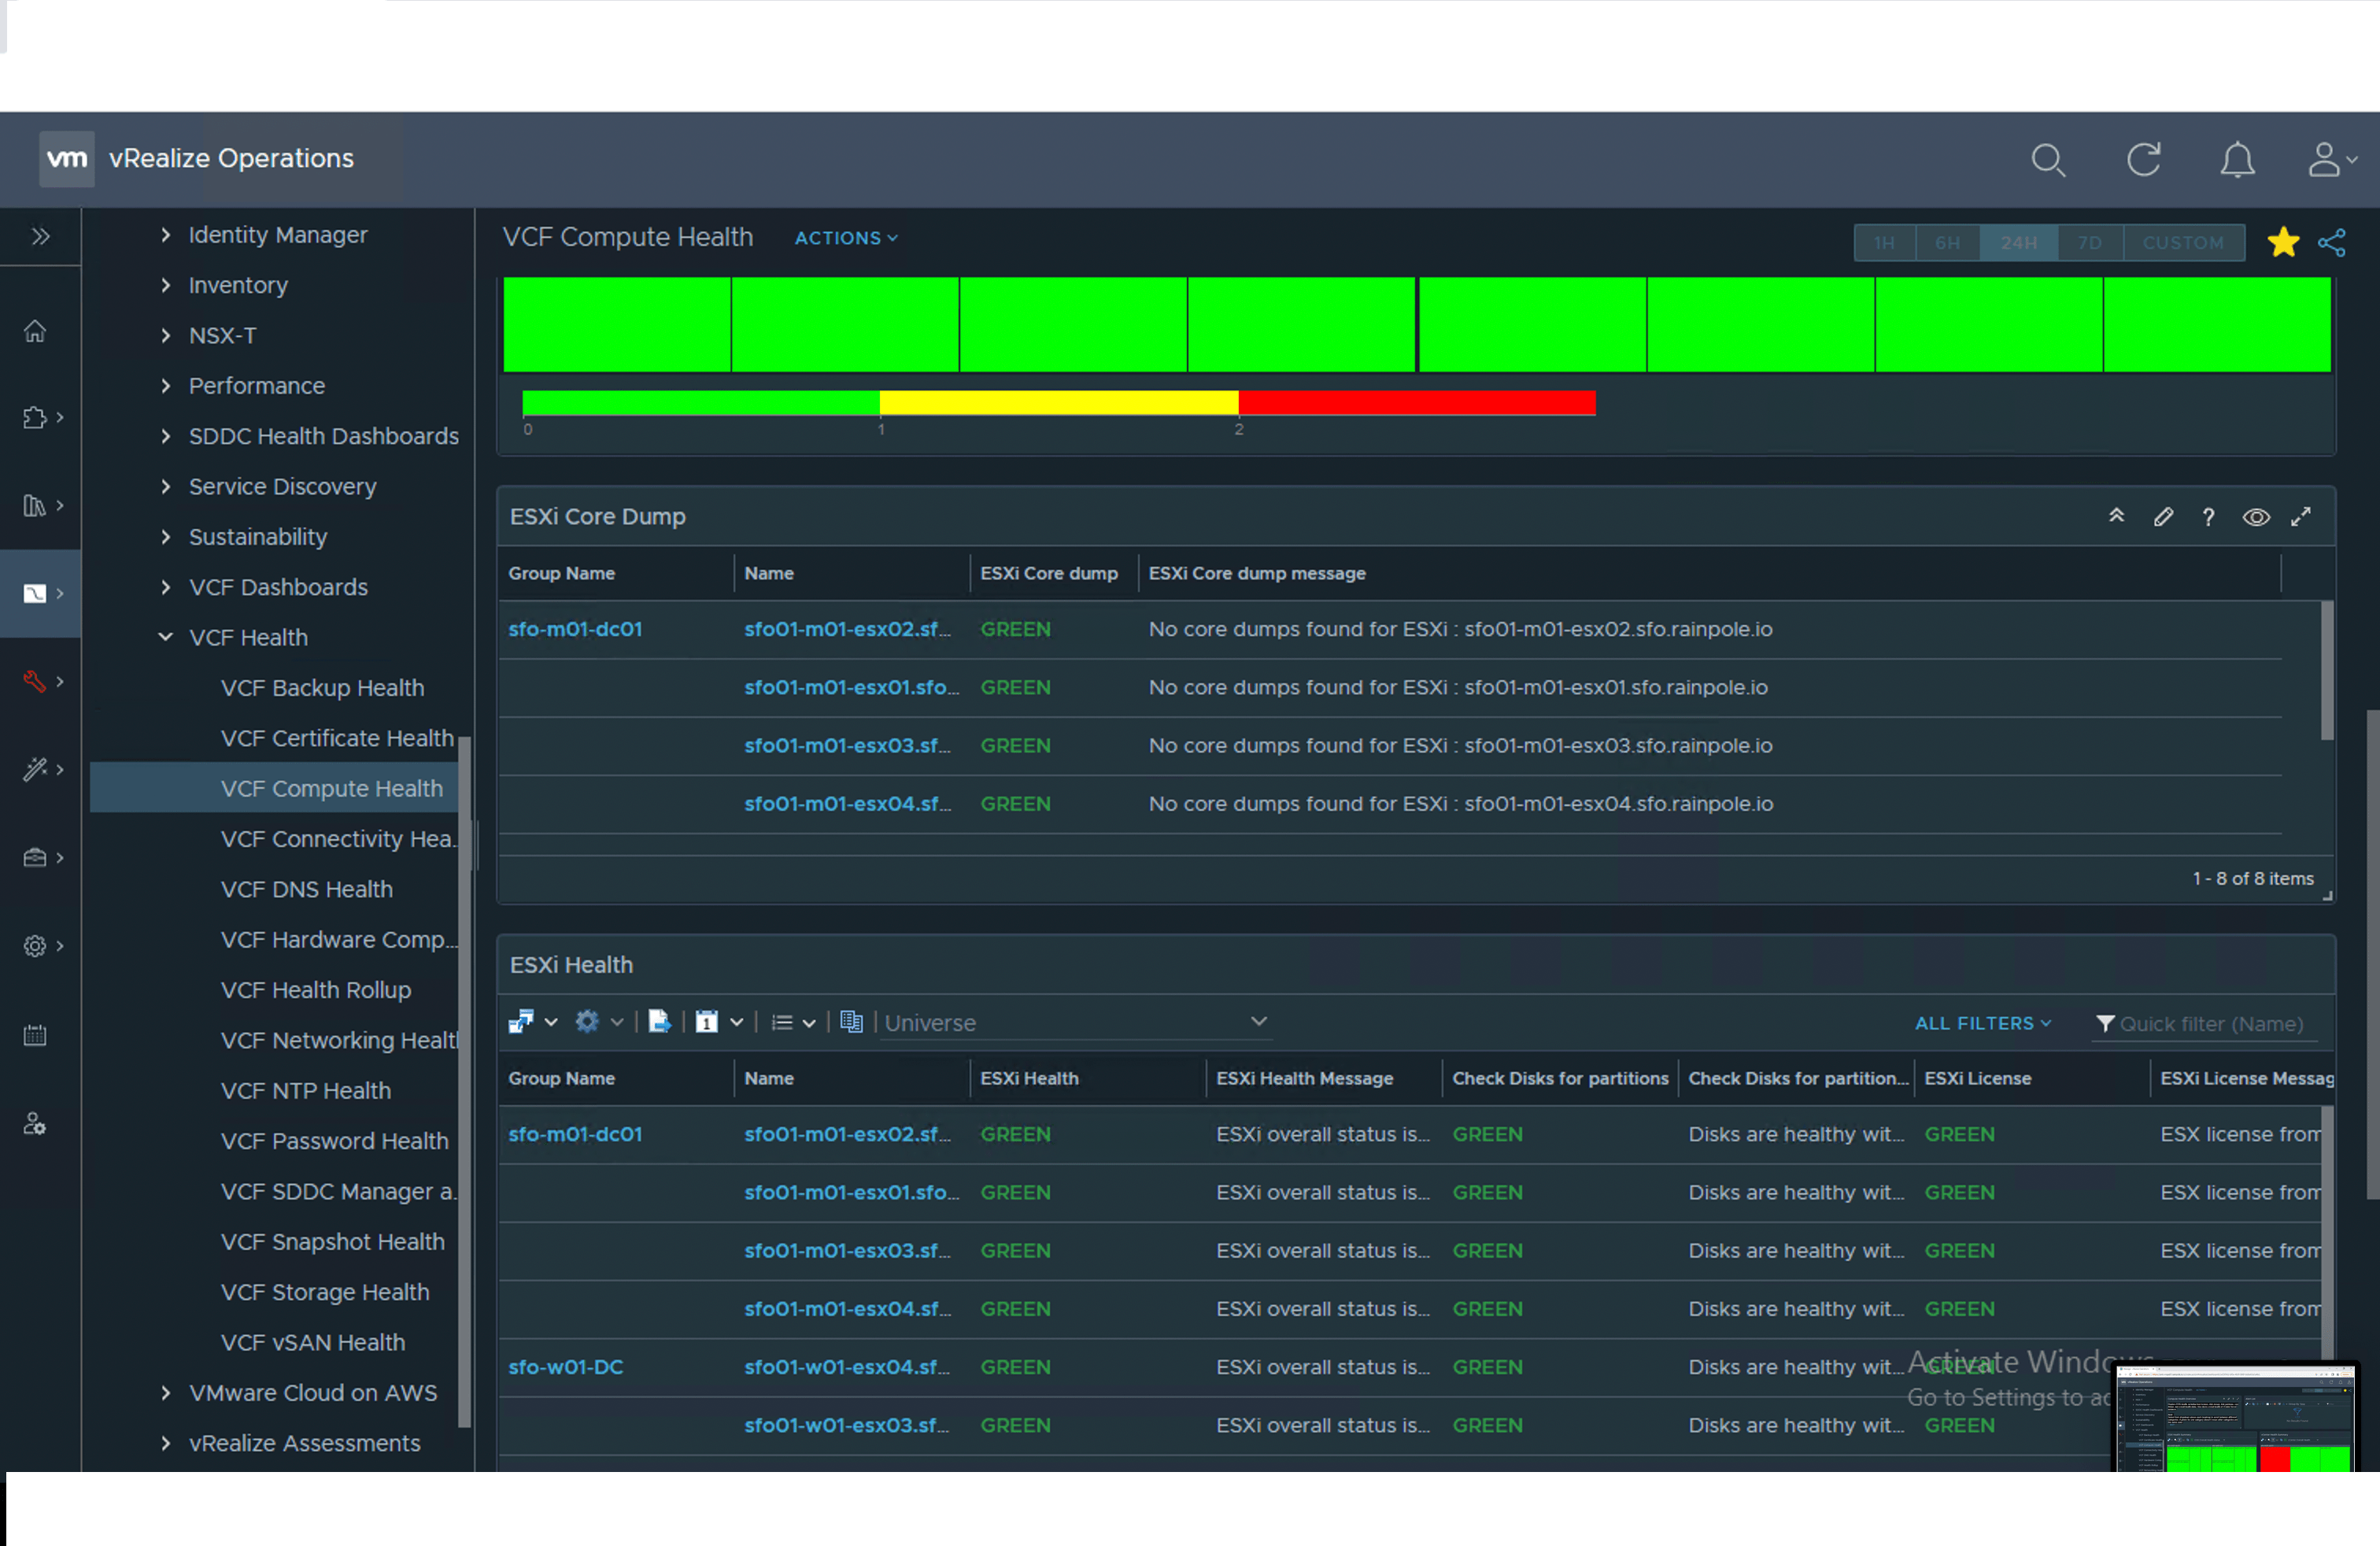 vm vRealize Operations
Identity Manager
Inventory
NSX-T
Performance
SDDC Health Dashboards
Service Discovery
Sustainability
VCF Dashboards
VCF Health
VCF Backup Health
VCF Certificate Health
VCF Compute Health
VCF Connectivity Hea..
VCF DNS Health
VCF Hardware Comp...
VCF Health Rollup
VCF Networking Healt
VCF NTP Health
VCF Password Health
VCF SDDC Manager a..
VCF Snapshot Health
VCF Storage Health
VCF vSAN Health
VMware Cloud on AWS
vRealize Assessments
VCF Compute Health ACTIONS 1H 6H 24H 7D CUSTOM
0 1 2
ESXi Core Dump
Group Name Name ESXi Core dump ESXi Core dump message
sfo-m01-dc01 sfo01-m01-esx02.sf... GREEN No core dumps found for ESXi : sfo01-m01-esx02.sfo.rainpole.io
sfo01-m01-esx01.sfo... GREEN No core dumps found for ESXi : sfo01-m01-esx01.sfo.rainpole.io
sfo01-m01-esx03.sf... GREEN No core dumps found for ESXi : sfo01-m01-esx03.sfo.rainpole.io
sfo01-m01-esx04.sf... GREEN No core dumps found for ESXi : sfo01-m01-esx04.sfo.rainpole.io
1 - 8 of 8 items
ESXi Health
1 Universe ALL FILTERS Quick filter (Name)
Group Name Name ESXi Health ESXi Health Message Check Disks for partitions Check Disks for partition... ESXi License ESXi License Messag
sfo-m01-dc01 sfo01-m01-esx02.sf... GREEN ESXi overall status is... GREEN Disks are healthy wit... GREEN ESX license from
sfo01-m01-esx01.sfo... GREEN ESXi overall status is... GREEN Disks are healthy wit... GREEN ESX license from
sfo01-m01-esx03.sf... GREEN ESXi overall status is... GREEN Disks are healthy wit... GREEN ESX license from
sfo01-m01-esx04.sf... GREEN ESXi overall status is... GREEN Disks are healthy wit... GREEN ESX license from
sfo-w01-DC sfo01-w01-esx04.sf... GREEN ESXi overall status is... GREEN Disks are healthy wit... GREEN
sfo01-w01-esx03.sf... GREEN ESXi overall status is... GREEN Disks are healthy wit... GREEN
Activate Windows
Go to Settings to ac